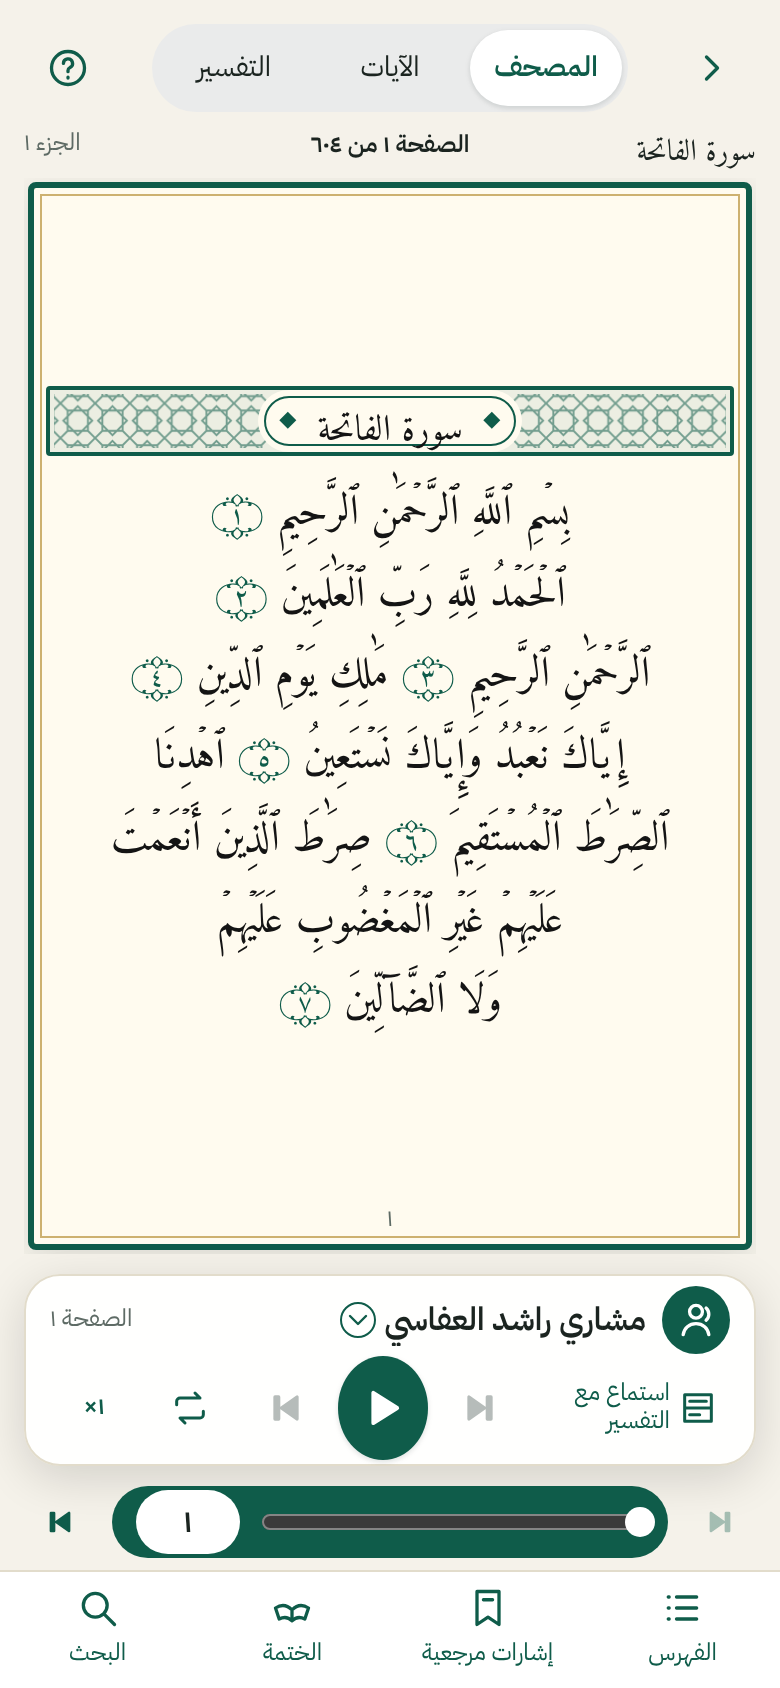 المصحف
الآيات
التفسير
سورة الفاتحة
الصفحة ١ من ٦٠٤
الجزء ١
سورة الفاتحة
بِسْمِ ٱللَّهِ ٱلرَّحْمَٰنِ ٱلرَّحِيمِ ١
ٱلْحَمْدُ لِلَّهِ رَبِّ ٱلْعَٰلَمِينَ ٢
ٱلرَّحْمَٰنِ ٱلرَّحِيمِ ٣ مَٰلِكِ يَوْمِ ٱلدِّينِ ٤
إِيَّاكَ نَعْبُدُ وَإِيَّاكَ نَسْتَعِينُ ٥ ٱهْدِنَا
ٱلصِّرَٰطَ ٱلْمُسْتَقِيمَ ٦ صِرَٰطَ ٱلَّذِينَ أَنْعَمْتَ
عَلَيْهِمْ غَيْرِ ٱلْمَغْضُوبِ عَلَيْهِمْ
وَلَا ٱلضَّآلِّينَ ٧
١
مشاري راشد العفاسي
الصفحة ١
استماع مع
التفسير
١×
١
الفهرس
إشارات مرجعية
الختمة
البحث